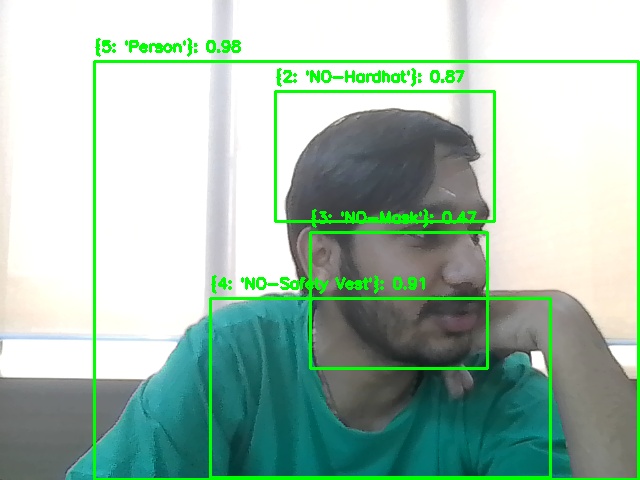 {5: 'Person'}: 0.98
{2: 'NO-Hardhat'}: 0.87
{3: 'NO-Mask'}: 0.47
{4: 'NO-Safety Vest'}: 0.91